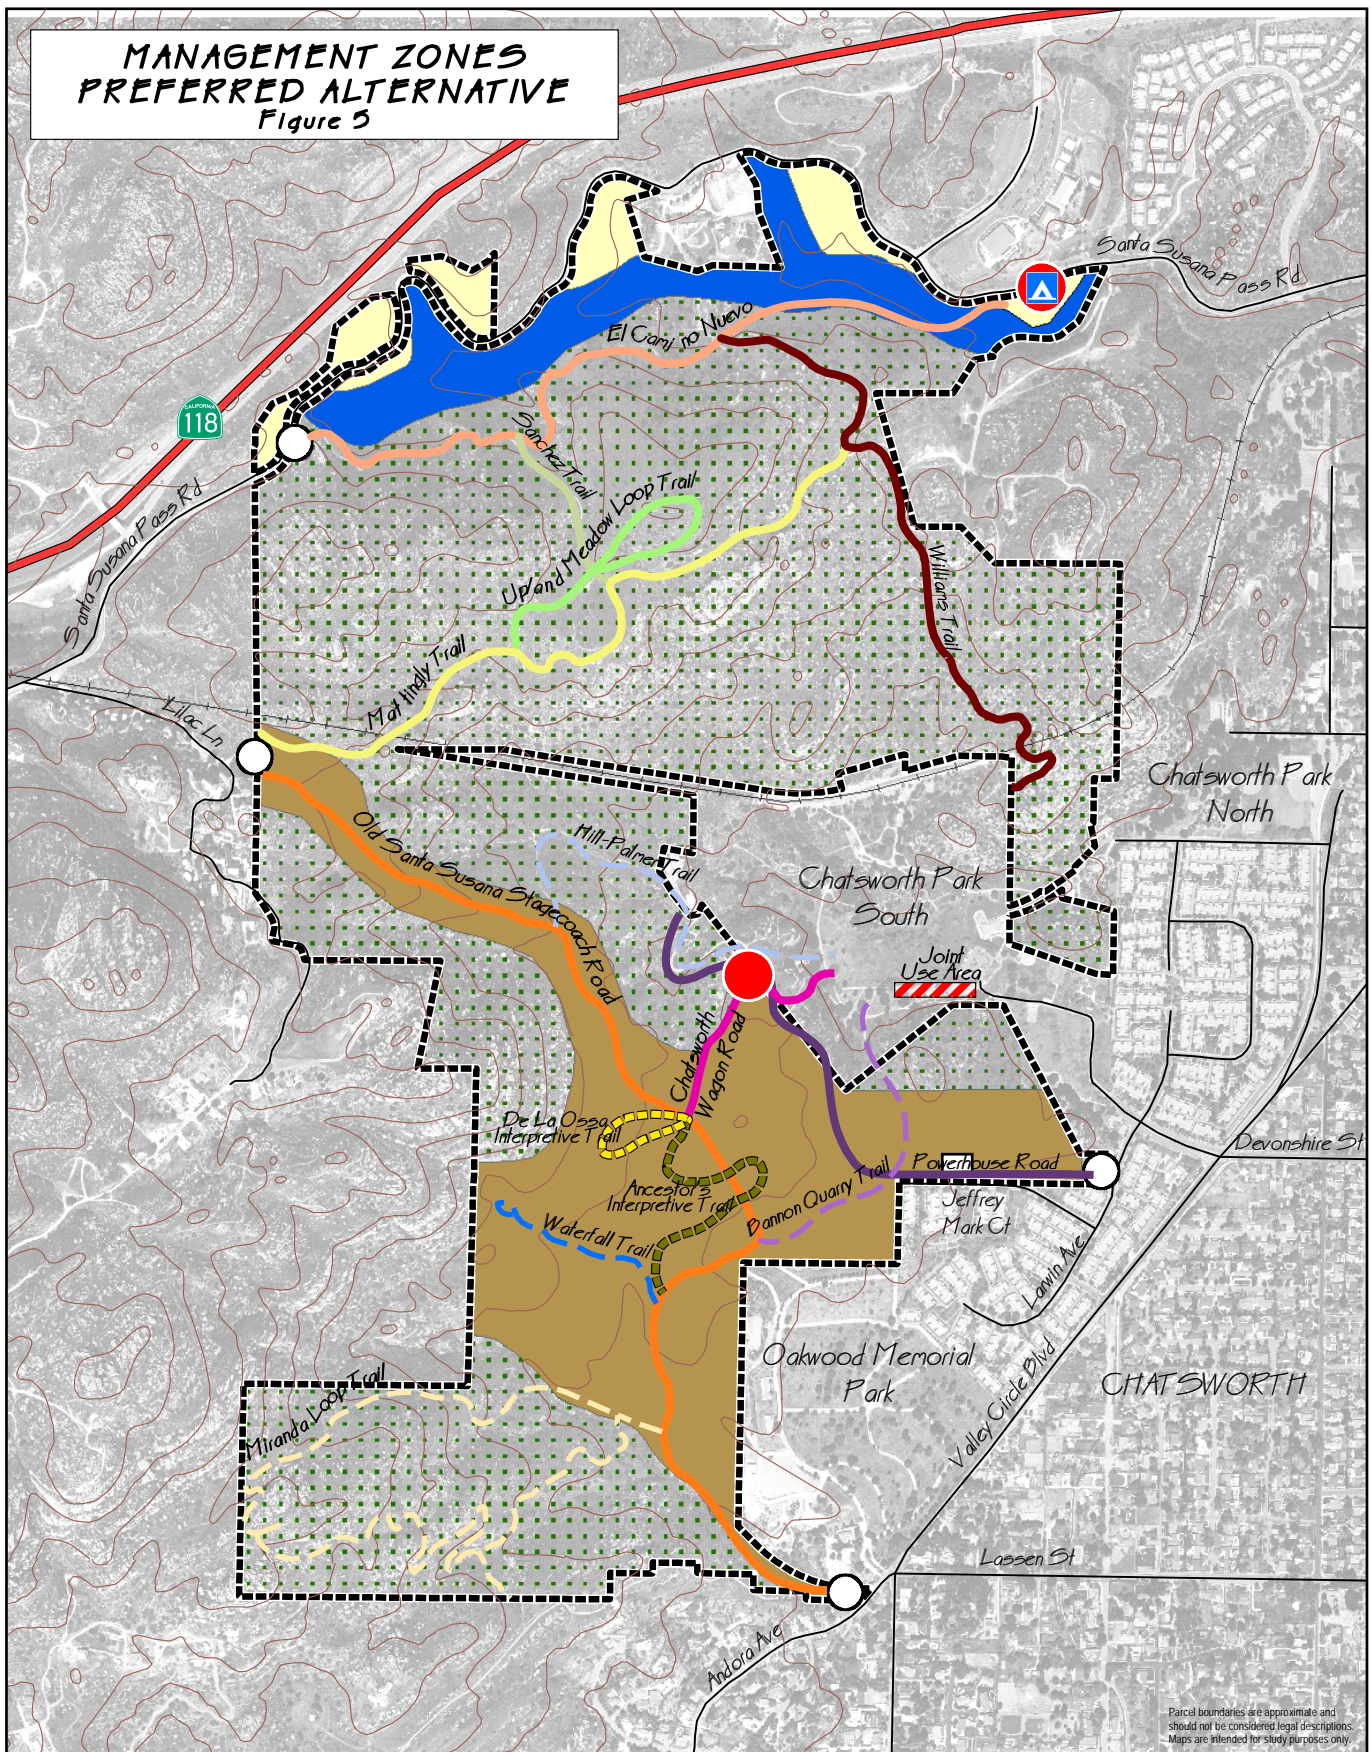 MANAGEMENT ZONES
PREFERRED ALTERNATIVE
Figure 5
Santa Susana Pass Rd
El Camino Nuevo
CALIFORNIA
118
Sanchez Trail
Upland Meadow Loop Trail
Santa Susana Pass Rd
Williams Trail
Mattingly Trail
Lilac Ln
Chatsworth Park
North
Old Santa Susana Stagecoach Road
Hill-Palmer Trail
Chatsworth Park
South
Joint
Use Area
Chatsworth
Wagon Road
De La Ossa
Interpretive Trail
Devonshire St
Powerhouse Road
Ancestor's
Interpretive Trail
Bannon Quarry Trail
Jeffrey
Mark Ct
Waterfall Trail
Larwin Ave
Oakwood Memorial
Park
Valley Circle Blvd
CHATSWORTH
Miranda Loop Trail
Lassen St
Andora Ave
Parcel boundaries are approximate and
should not be considered legal descriptions.
Maps are intended for study purposes only.